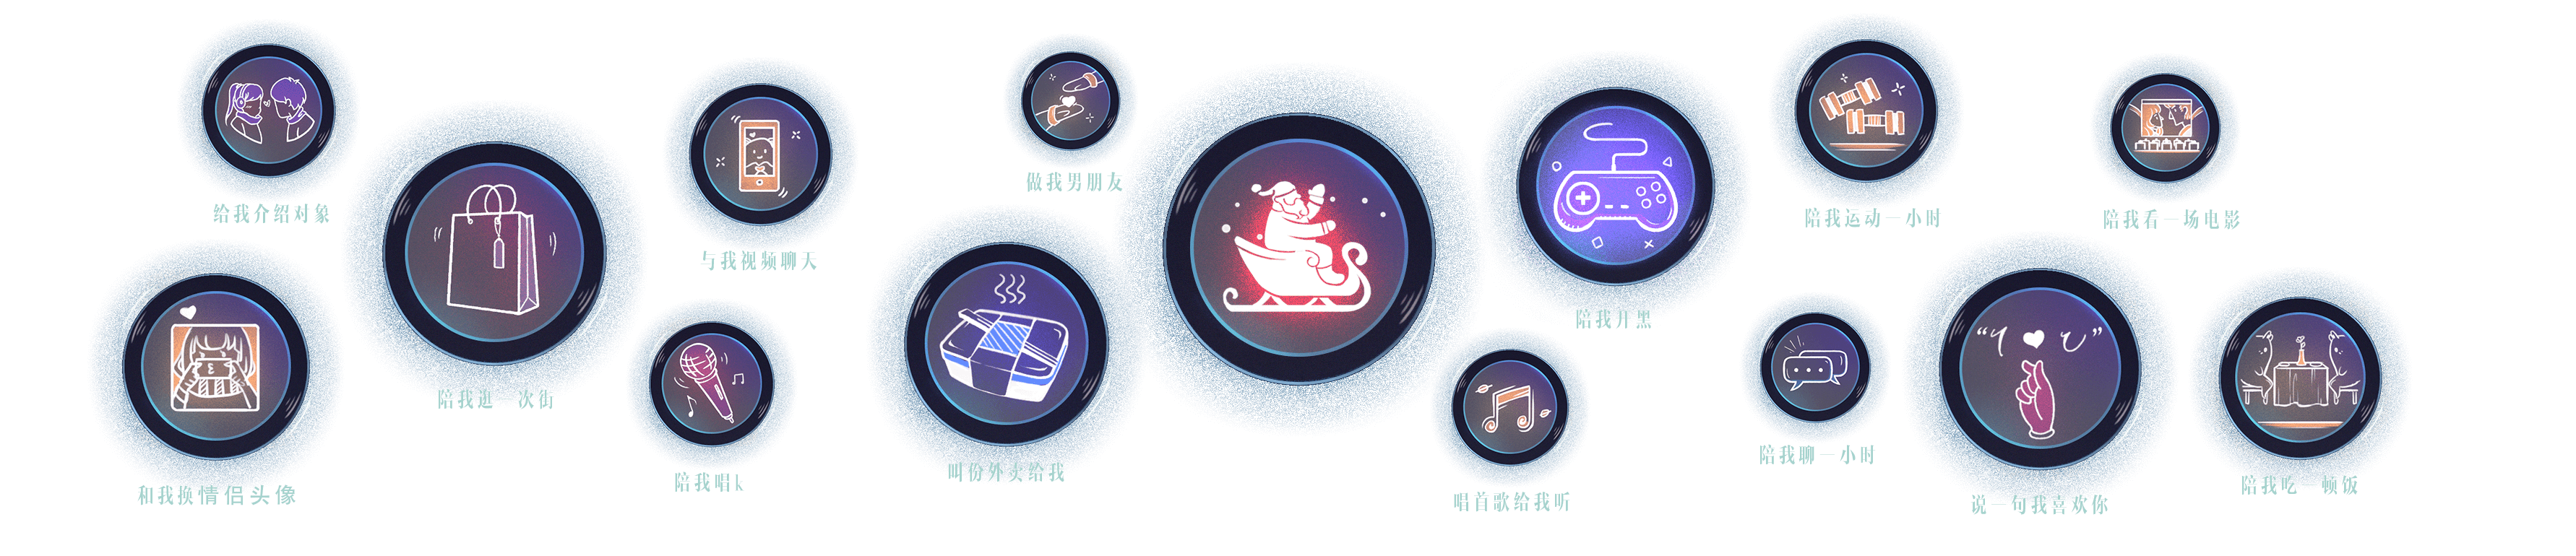 给我介绍对象
和我换情侣头像
陪我逛一次街
与我视频聊天
陪我唱k
做我男朋友
叫份外卖给我
陪我开黑
唱首歌给我听
陪我运动一小时
陪我聊一小时
陪我看一场电影
说一句我喜欢你
陪我吃一顿饭